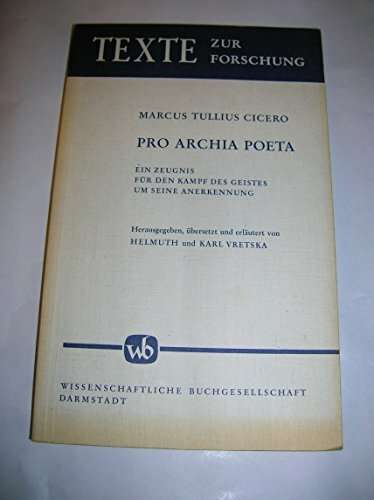 TEXTE ZUR FORSCHUNG
MARCUS TULLIUS CICERO
PRO ARCHIA POETA
EIN ZEUGNIS
FÜR DEN KAMPF DES GEISTES
UM SEINE ANERKENNUNG
Herausgegeben, übersetzt und erläutert von
HELMUTH und KARL VRETSKA
wb
WISSENSCHAFTLICHE BUCHGESELLSCHAFT
DARMSTADT